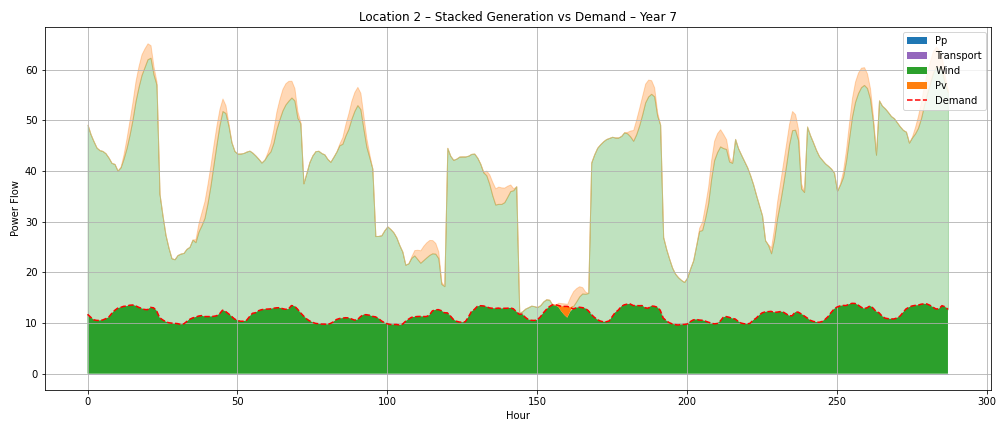 Location 2 – Stacked Generation vs Demand – Year 7
Pp
Transport
Wind
Pv
Demand
Power Flow
60
50
40
30
20
10
0
0 50 100 150 200 250 300
Hour